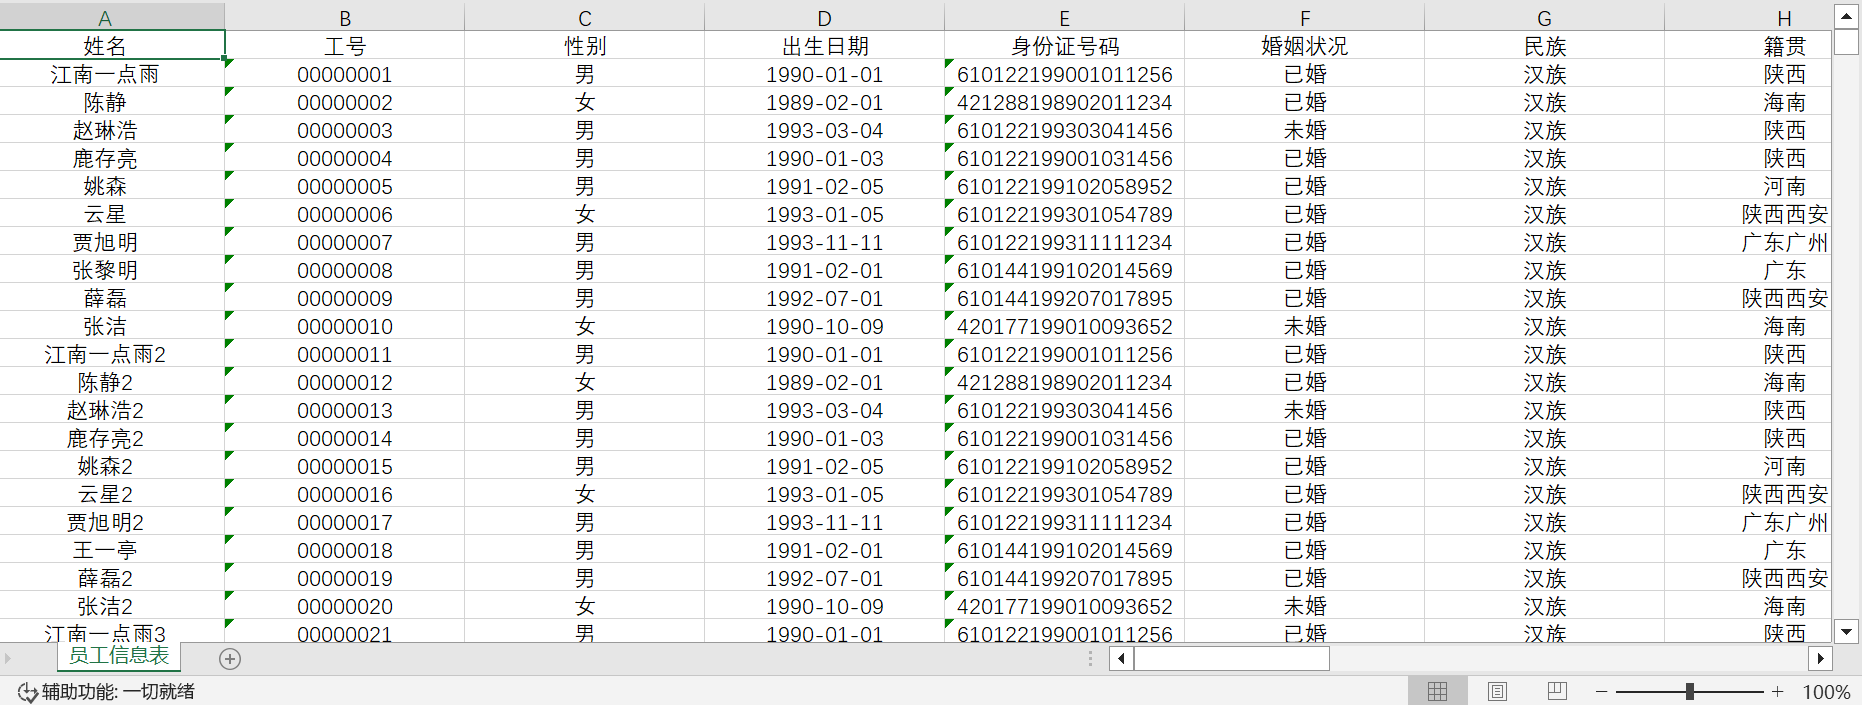 A B C D E F G H
姓名 工号 性别 出生日期 身份证号码 婚姻状况 民族 籍贯
江南一点雨 00000001 男 1990-01-01 610122199001011256 已婚 汉族 陕西
陈静 00000002 女 1989-02-01 421288198902011234 已婚 汉族 海南
赵琳浩 00000003 男 1993-03-04 610122199303041456 未婚 汉族 陕西
鹿存亮 00000004 男 1990-01-03 610122199001031456 已婚 汉族 陕西
姚森 00000005 男 1991-02-05 610122199102058952 已婚 汉族 河南
云星 00000006 女 1993-01-05 610122199301054789 已婚 汉族 陕西西安
贾旭明 00000007 男 1993-11-11 610122199311111234 已婚 汉族 广东广州
张黎明 00000008 男 1991-02-01 610144199102014569 已婚 汉族 广东
薛磊 00000009 男 1992-07-01 610144199207017895 已婚 汉族 陕西西安
张洁 00000010 女 1990-10-09 420177199010093652 未婚 汉族 海南
江南一点雨2 00000011 男 1990-01-01 610122199001011256 已婚 汉族 陕西
陈静2 00000012 女 1989-02-01 421288198902011234 已婚 汉族 海南
赵琳浩2 00000013 男 1993-03-04 610122199303041456 未婚 汉族 陕西
鹿存亮2 00000014 男 1990-01-03 610122199001031456 已婚 汉族 陕西
姚森2 00000015 男 1991-02-05 610122199102058952 已婚 汉族 河南
云星2 00000016 女 1993-01-05 610122199301054789 已婚 汉族 陕西西安
贾旭明2 00000017 男 1993-11-11 610122199311111234 已婚 汉族 广东广州
王一亭 00000018 男 1991-02-01 610144199102014569 已婚 汉族 广东
薛磊2 00000019 男 1992-07-01 610144199207017895 已婚 汉族 陕西西安
张洁2 00000020 女 1990-10-09 420177199010093652 未婚 汉族 海南
江南一点雨3 00000021 男 1990-01-01 610122199001011256 已婚 汉族 陕西
员工信息表
辅助功能: 一切就绪 100%